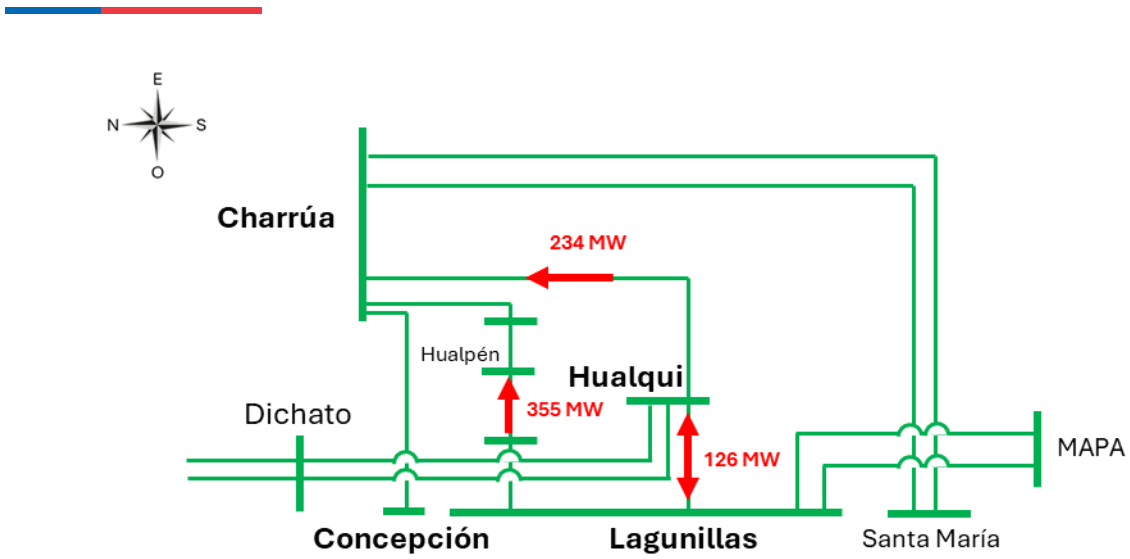 E
N S
O
Charrúa
234 MW
Hualpén
Hualqui
Dichato
355 MW
126 MW
MAPA
Concepción
Lagunillas
Santa María